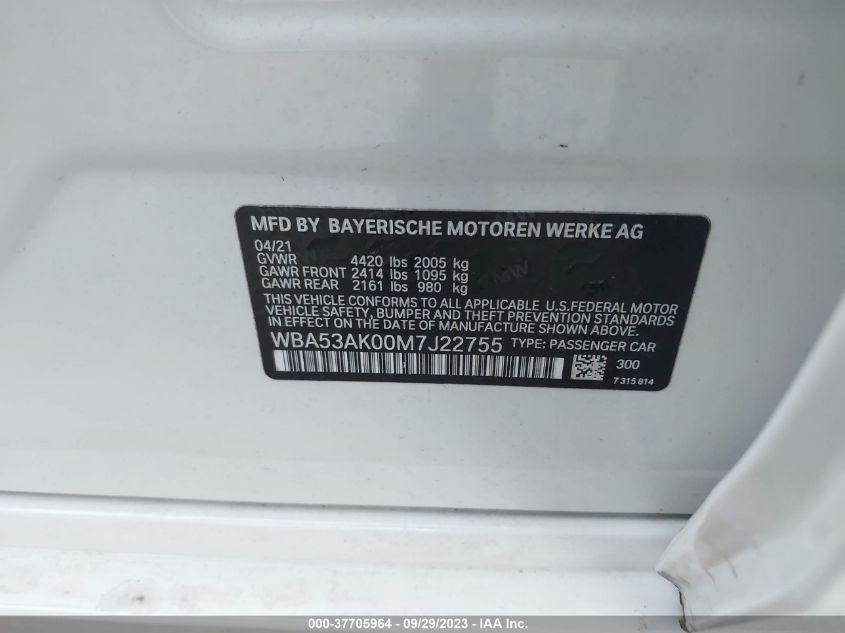 MFD BY BAYERISCHE MOTOREN WERKE AG
04/21
GVWR 4420 lbs 2005 kg
GAWR FRONT 2414 lbs 1095 kg
GAWR REAR 2161 lbs 980 kg
THIS VEHICLE CONFORMS TO ALL APPLICABLE U.S.FEDERAL MOTOR
VEHICLE SAFETY, BUMPER AND THEFT PREVENTION STANDARDS
IN EFFECT ON THE DATE OF MANUFACTURE SHOWN ABOVE.
WBA53AK00M7J22755 TYPE: PASSENGER CAR
300
7 315 814
000-37705964 - 09/29/2023 - IAA Inc.